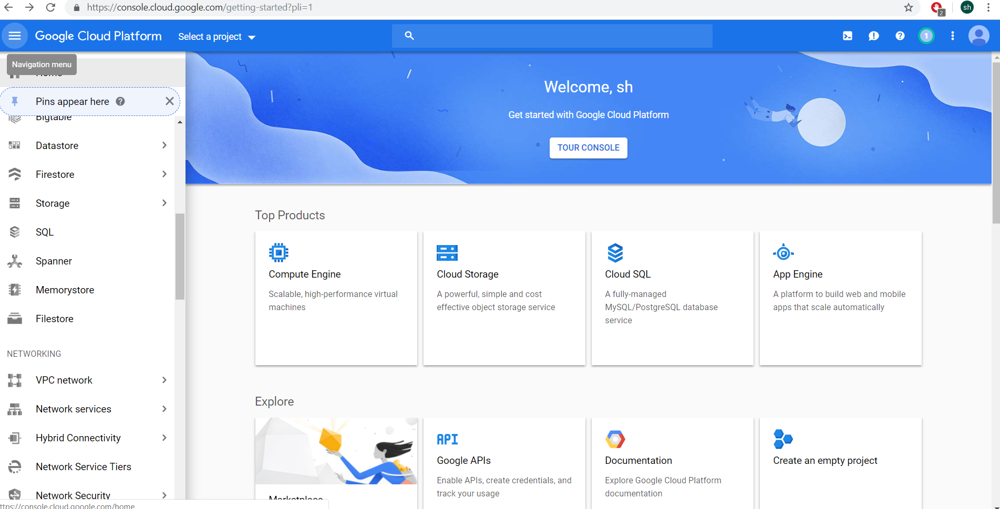 https://console.cloud.google.com/getting-started?pli=1
2
sh
Google Cloud Platform
Select a project
1
Navigation menu
Home
Pins appear here
Bigtable
Datastore
Firestore
Storage
SQL
Spanner
Memorystore
Filestore
NETWORKING
VPC network
Network services
Hybrid Connectivity
Network Service Tiers
Network Security
ttps://console.cloud.google.com/home
Welcome, sh
Get started with Google Cloud Platform
TOUR CONSOLE
Top Products
Compute Engine
Scalable, high-performance virtual
machines
Cloud Storage
A powerful, simple and cost
effective object storage service
Cloud SQL
A fully-managed
MySQL/PostgreSQL database
service
App Engine
A platform to build web and mobile
apps that scale automatically
Explore
Marketplace
API
Google APIs
Enable APIs, create credentials, and
track your usage
Documentation
Explore Google Cloud Platform
documentation
Create an empty project